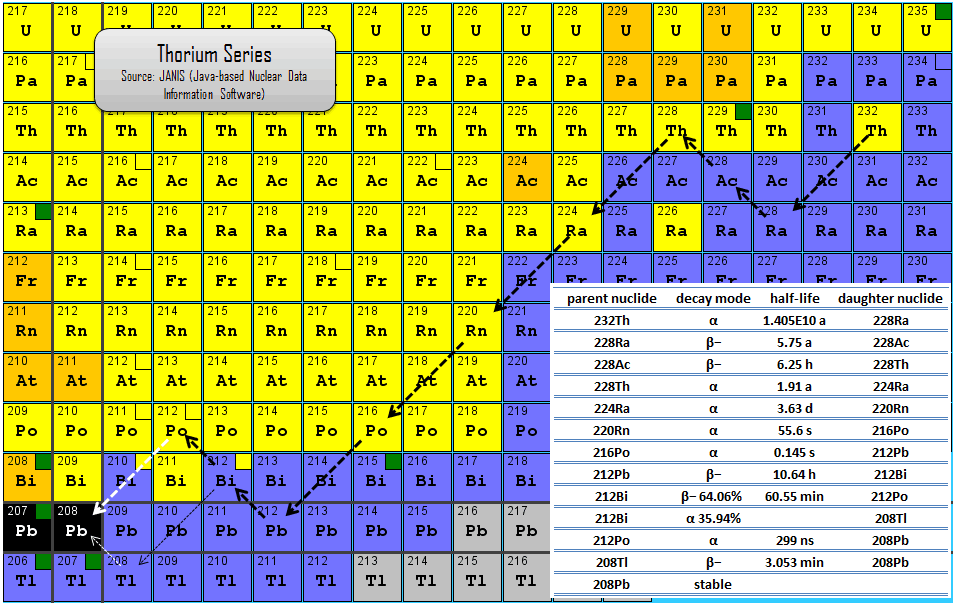 217 218 219 220 221 222 223 224 225 226 227 228 229 230 231 232 233 234 235
U U U U U U U U U U U U U U
216 217 223 224 225 226 227 228 229 230 231 232 233 234
Pa Pa Pa Pa Pa Pa Pa Pa Pa Pa Pa Pa Pa Pa
Thorium Series
Source: JANIS (Java-based Nuclear Data
Information Software)
215 216 217 218 219 220 221 222 223 224 225 226 227 228 229 230 231 232 233
Th Th Th Th Th Th Th Th Th Th Th Th Th Th Th Th Th Th Th
214 215 216 217 218 219 220 221 222 223 224 225 226 227 228 229 230 231 232
Ac Ac Ac Ac Ac Ac Ac Ac Ac Ac Ac Ac Ac Ac Ac Ac Ac Ac Ac
213 214 215 216 217 218 219 220 221 222 223 224 225 226 227 228 229 230 231
Ra Ra Ra Ra Ra Ra Ra Ra Ra Ra Ra Ra Ra Ra Ra Ra Ra Ra Ra
212 213 214 215 216 217 218 219 220 221 222 223 224 225 226 227 228 229 230
Fr Fr Fr Fr Fr Fr Fr Fr Fr Fr Fr Fr Fr Fr Fr Fr Fr Fr Fr
211 212 213 214 215 216 217 218 219 220 221
Rn Rn Rn Rn Rn Rn Rn Rn Rn Rn Rn
210 211 212 213 214 215 216 217 218 219 220
At At At At At At At At At At At
209 210 211 212 213 214 215 216 217 218 219
Po Po Po Po Po Po Po Po Po Po Po
208 209 210 211 212 213 214 215 216 217 218
Bi Bi Bi Bi Bi Bi Bi Bi Bi Bi Bi
207 208 209 210 211 212 213 214 215 216 217
Pb Pb Pb Pb Pb Pb Pb Pb Pb Pb Pb
206 207 208 209 210 211 212 213 214 215 216
Tl Tl Tl Tl Tl Tl Tl Tl Tl Tl Tl
parent nuclide decay mode half-life daughter nuclide
232Th α 1.405E10 a 228Ra
228Ra β− 5.75 a 228Ac
228Ac β− 6.25 h 228Th
228Th α 1.91 a 224Ra
224Ra α 3.63 d 220Rn
220Rn α 55.6 s 216Po
216Po α 0.145 s 212Pb
212Pb β− 10.64 h 212Bi
212Bi β− 64.06% 60.55 min 212Po
212Bi α 35.94% 208Tl
212Po α 299 ns 208Pb
208Tl β− 3.053 min 208Pb
208Pb stable